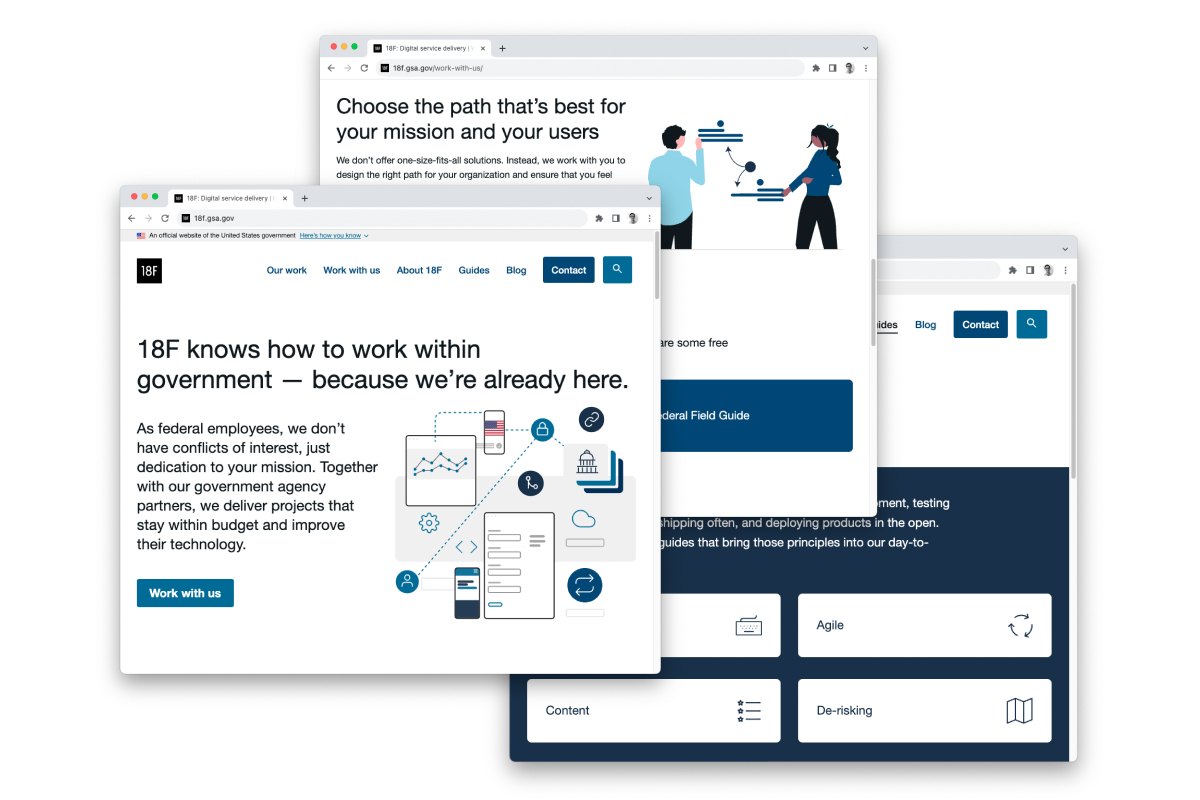 18F: Digital service delivery |
18f.gsa.gov/work-with-us/
Choose the path that’s best for
your mission and your users
We don’t offer one-size-fits-all solutions. Instead, we work with you to
design the right path for your organization and ensure that you feel
18F: Digital service delivery |
18f.gsa.gov
An official website of the United States government Here's how you know
18F
Our work Work with us About 18F Guides Blog Contact
18F knows how to work within
government — because we’re already here.
As federal employees, we don’t
have conflicts of interest, just
dedication to your mission. Together
with our government agency
partners, we deliver projects that
stay within budget and improve
their technology.
Work with us
are some free
Federal Field Guide
Guides Blog Contact
testing
shipping often, and deploying products in the open.
guides that bring those principles into our day-to-
Agile
Content
De-risking